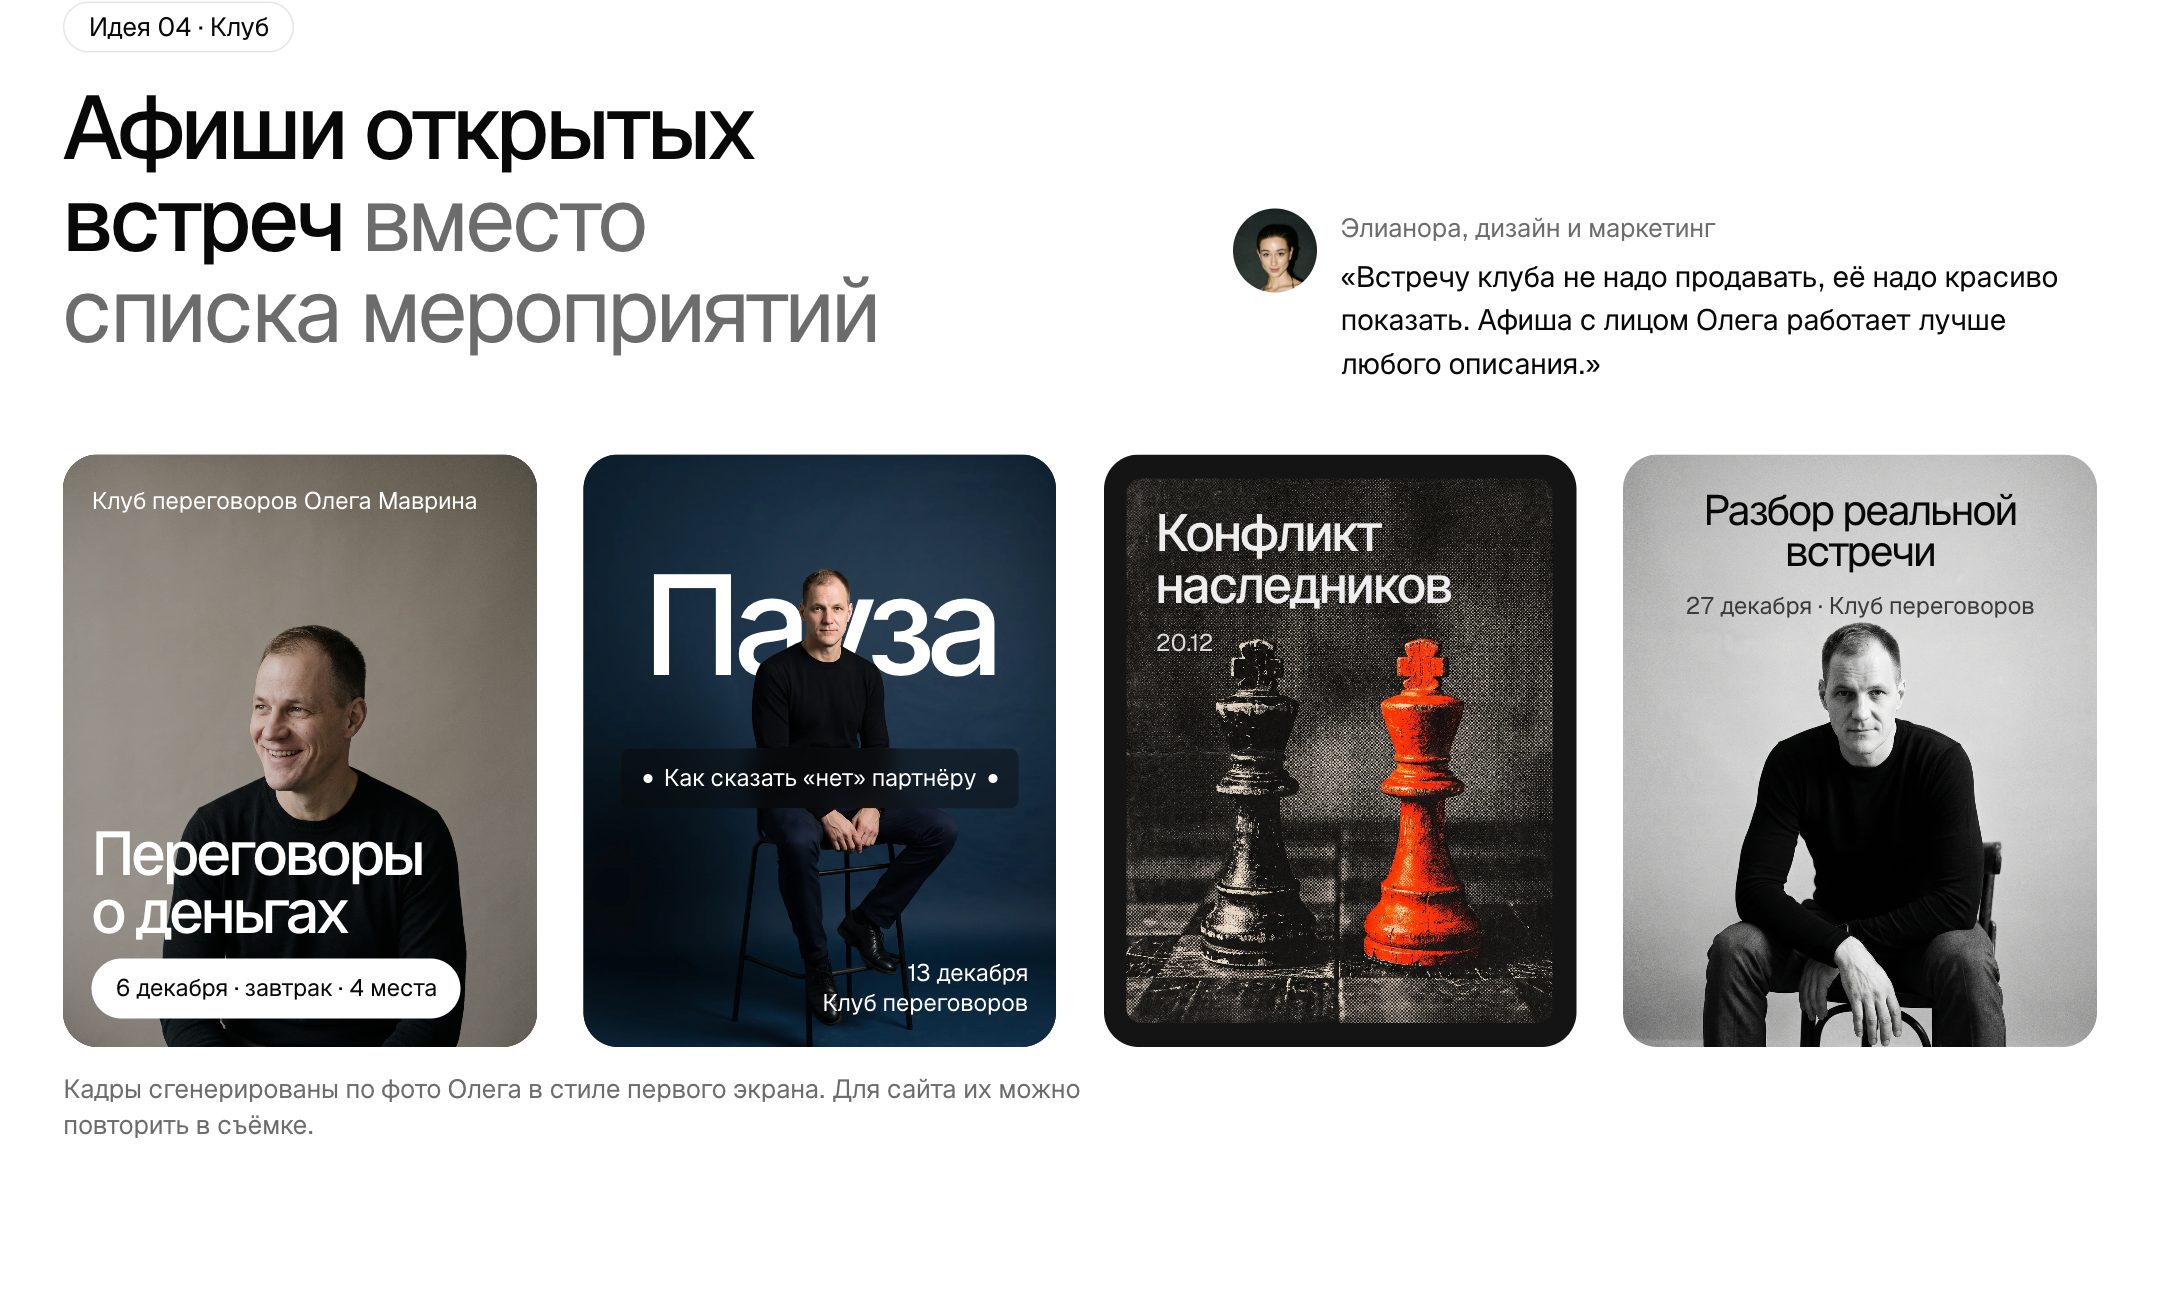 Идея 04 · Клуб
Афиши открытых
встреч вместо
списка мероприятий
Элианора, дизайн и маркетинг
«Встречу клуба не надо продавать, её надо красиво
показать. Афиша с лицом Олега работает лучше
любого описания.»
Клуб переговоров Олега Маврина
Переговоры
о деньгах
6 декабря · завтрак · 4 места
Пауза
• Как сказать «нет» партнёру •
13 декабря
Клуб переговоров
Конфликт
наследников
20.12
Разбор реальной
встречи
27 декабря · Клуб переговоров
Кадры сгенерированы по фото Олега в стиле первого экрана. Для сайта их можно
повторить в съёмке.